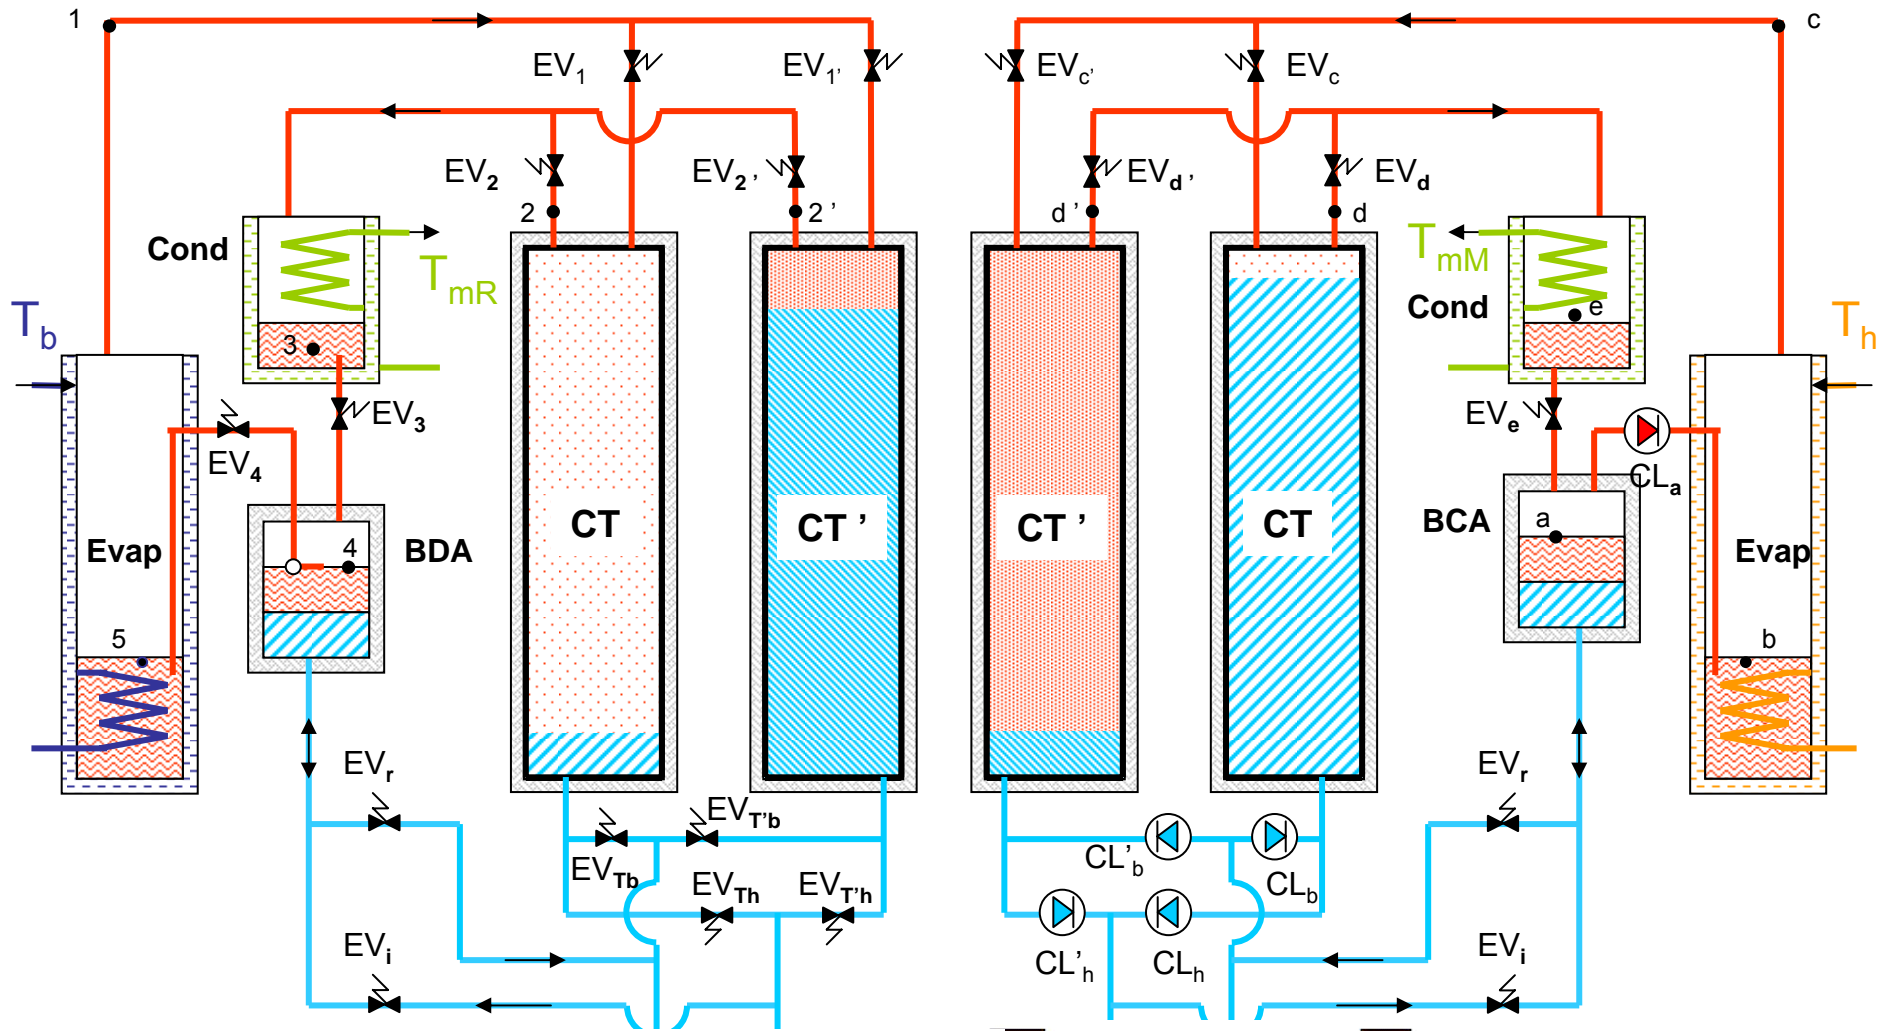 1
c
EV1
EV1'
EVc'
EVc
EV2
EV2'
EVd'
EVd
2
2'
d'
d
Cond
TmR
TmM
Cond
Tb
Th
3
e
EV3
EVe
EV4
CLa
BDA
BCA
4
a
Evap
CT
CT'
CT'
CT
Evap
5
b
EVr
EVr
EVT'b
EVTb
EVTh
EVT'h
CL'b
CLb
EVi
CL'h
CLh
EVi